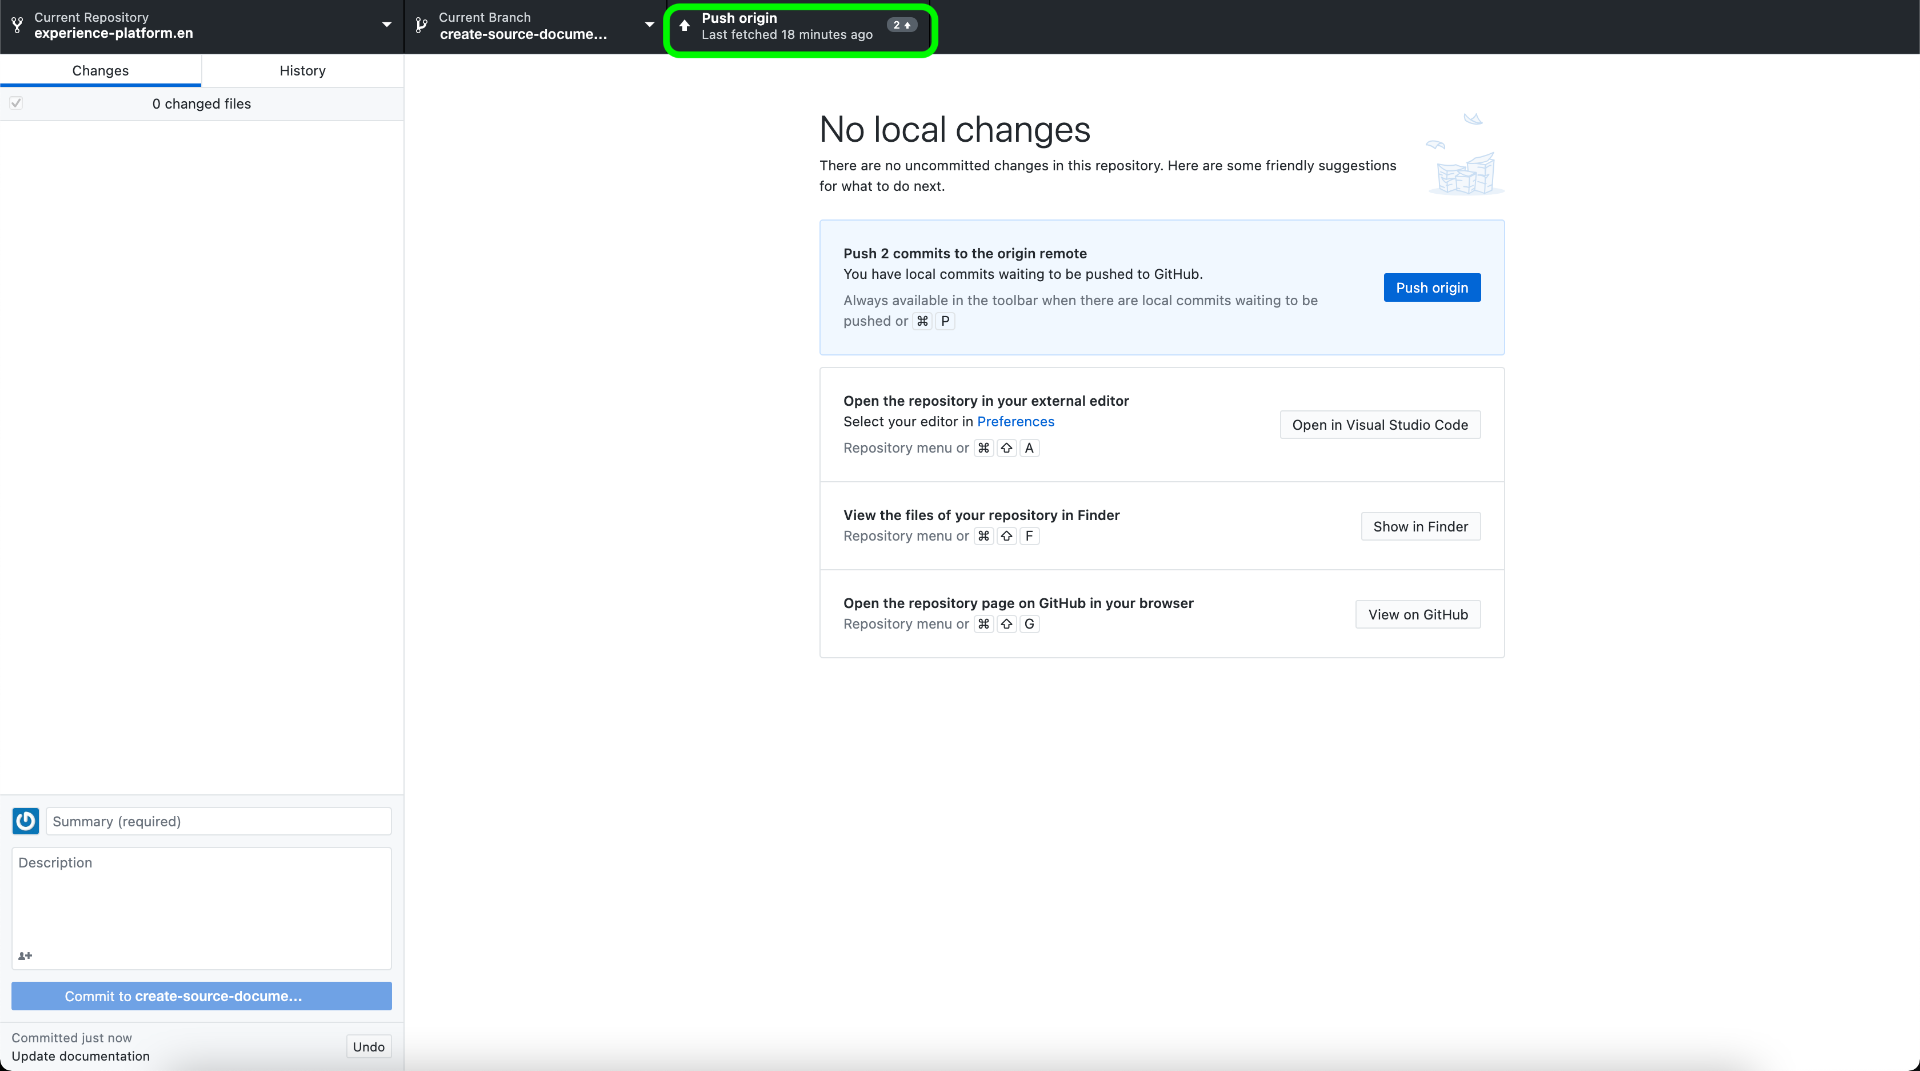 Current Repository
experience-platform.en
Current Branch
create-source-docume...
Push origin
Last fetched 18 minutes ago
2
Changes
History
0 changed files
No local changes
There are no uncommitted changes in this repository. Here are some friendly suggestions
for what to do next.
Push 2 commits to the origin remote
You have local commits waiting to be pushed to GitHub.
Always available in the toolbar when there are local commits waiting to be
pushed or ⌘ P
Push origin
Open the repository in your external editor
Select your editor in Preferences
Repository menu or ⌘ ⇧ A
Open in Visual Studio Code
View the files of your repository in Finder
Repository menu or ⌘ ⇧ F
Show in Finder
Open the repository page on GitHub in your browser
Repository menu or ⌘ ⇧ G
View on GitHub
Summary (required)
Description
Commit to create-source-docume...
Committed just now
Update documentation
Undo